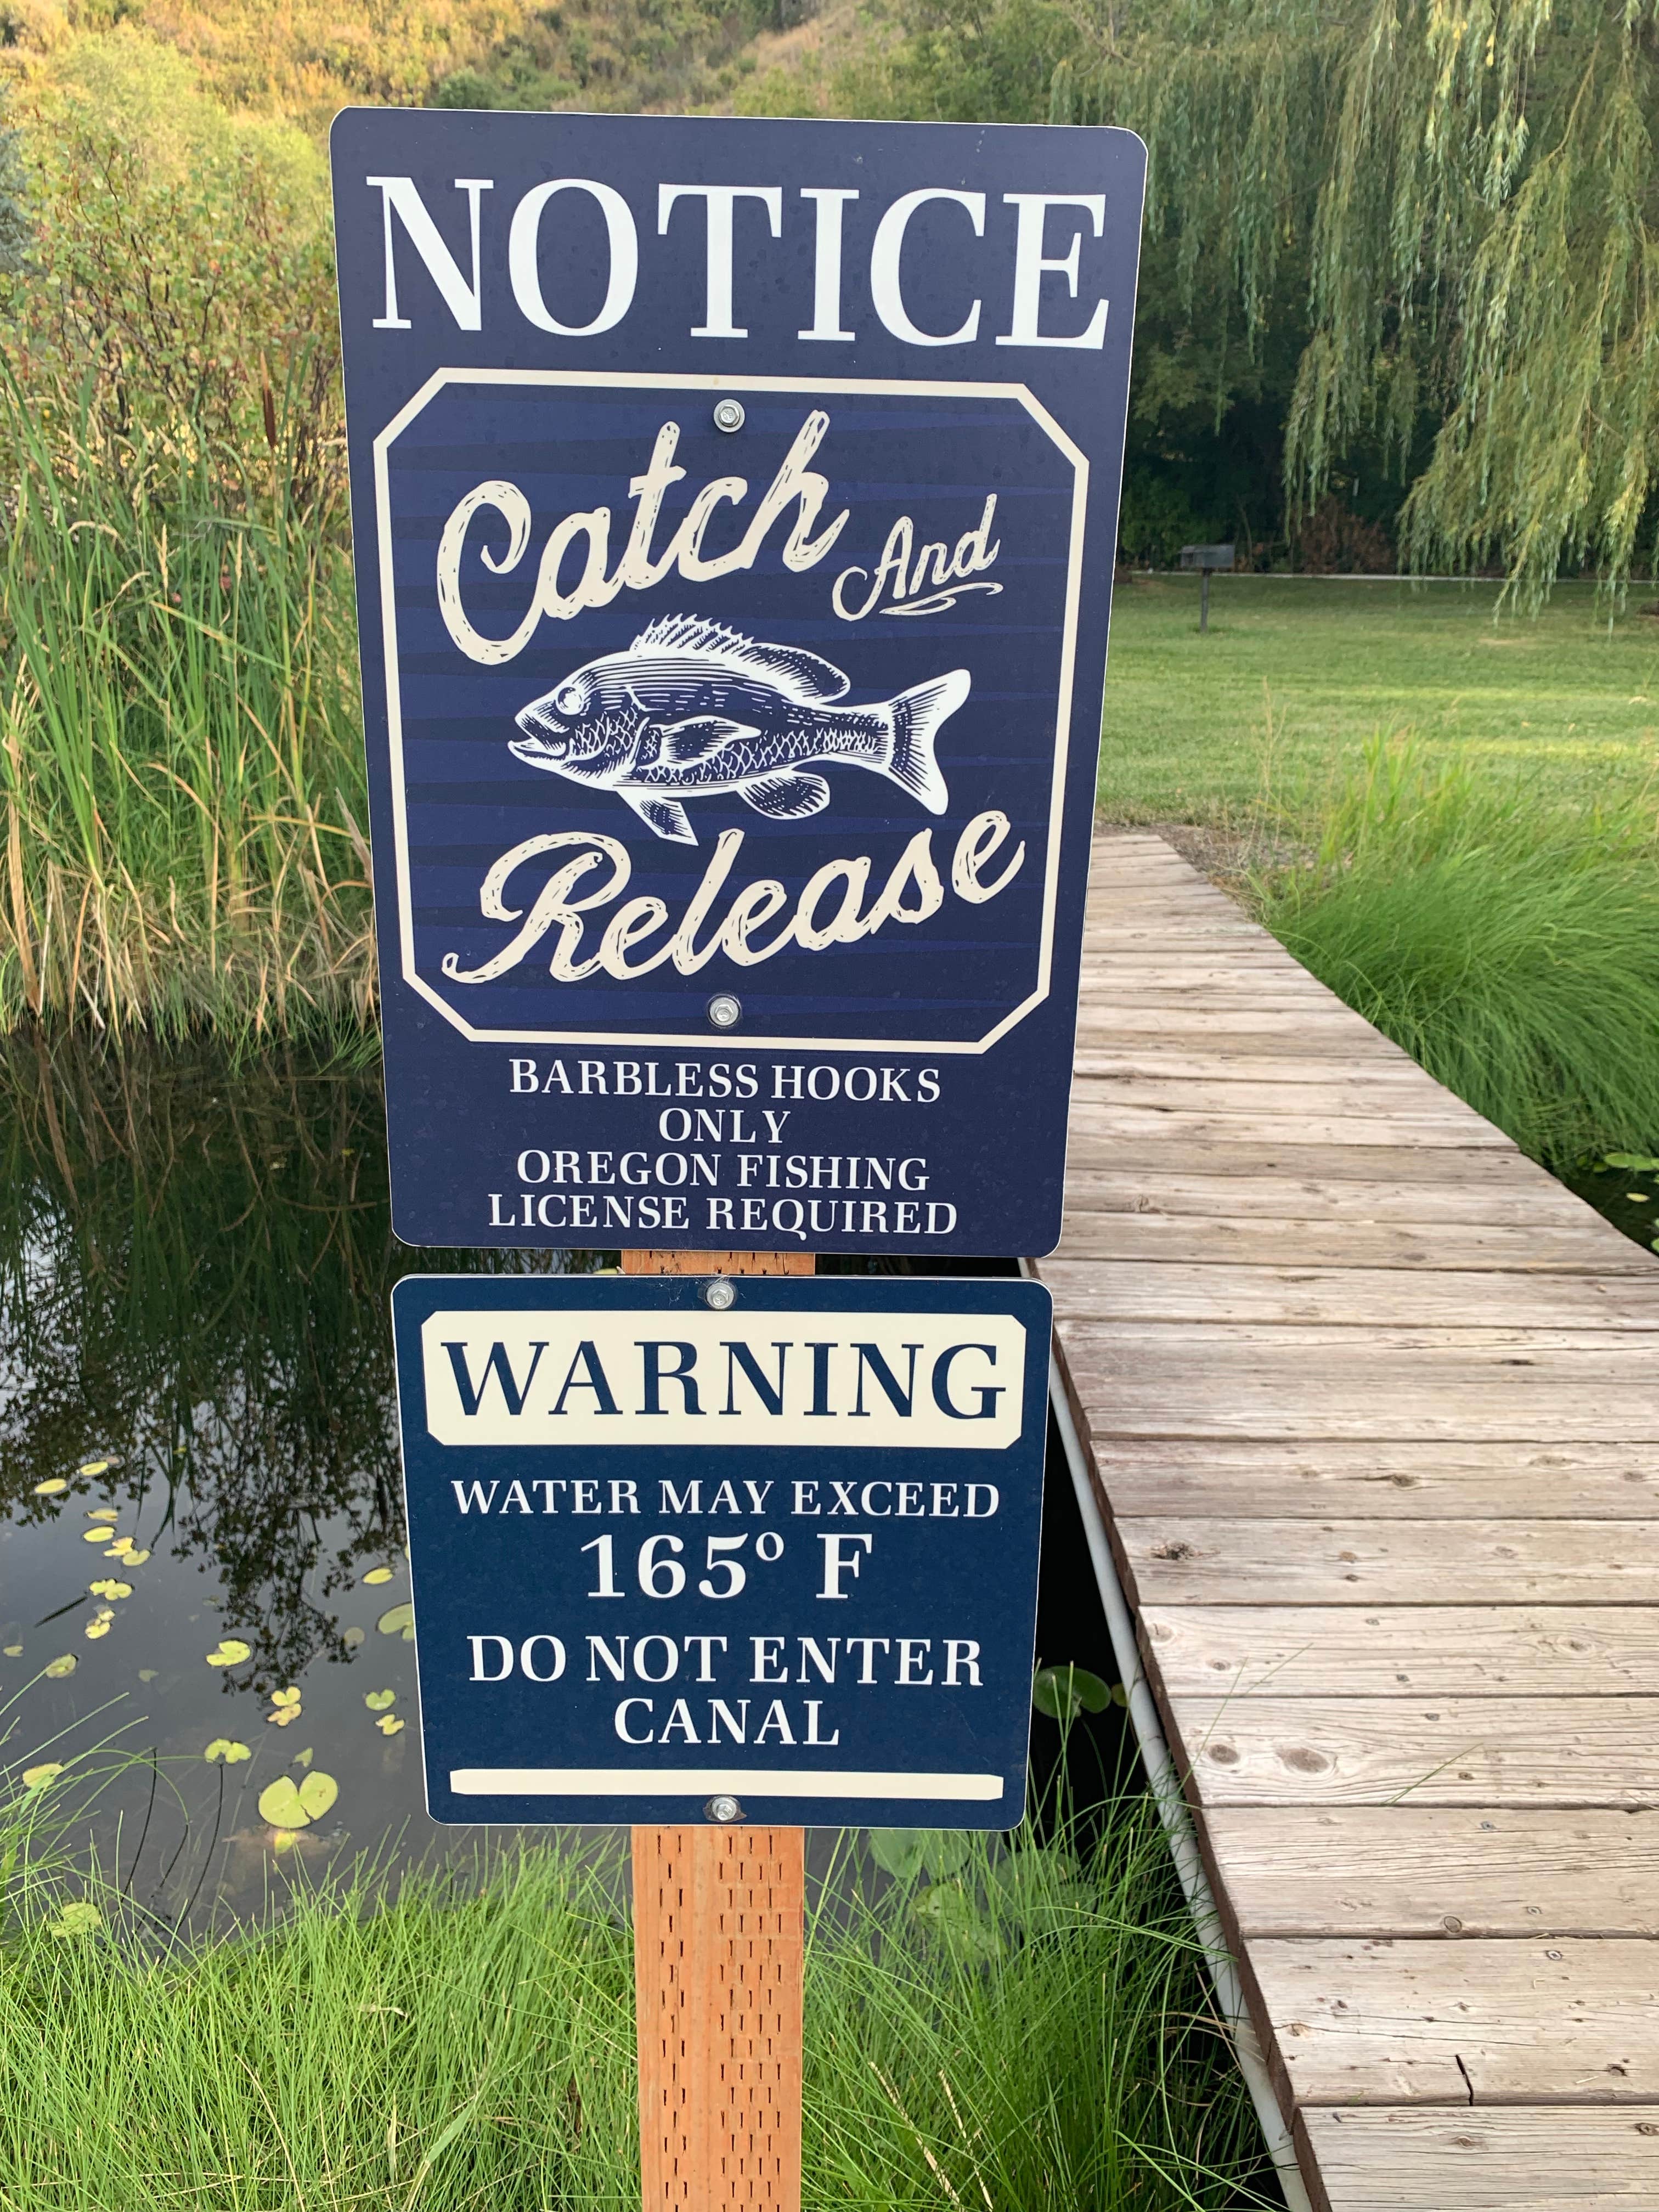 NOTICE
Catch And
Release
BARBLESS HOOKS
ONLY
OREGON FISHING
LICENSE REQUIRED
WARNING
WATER MAY EXCEED
165º F
DO NOT ENTER
CANAL